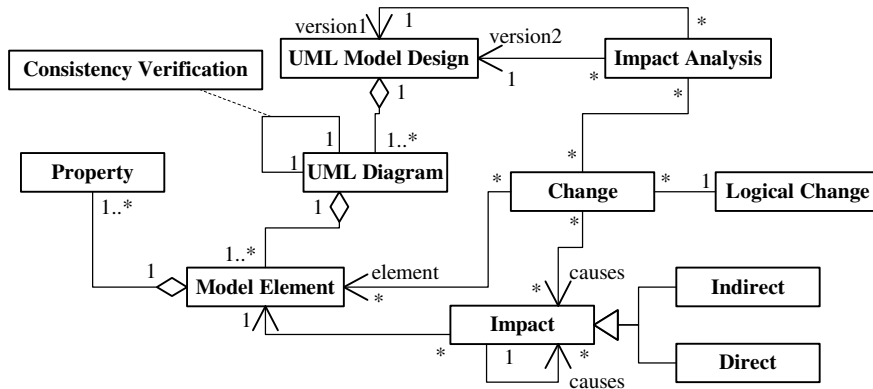 version1 1 *
UML Model Design version2 Impact Analysis
1 1 * *
Consistency Verification
1 1..* *
1
Property UML Diagram * Change * 1 Logical Change
1..* 1 *
1..*
1 Model Element element * * causes
Indirect
1 * Impact
1 * causes
Direct